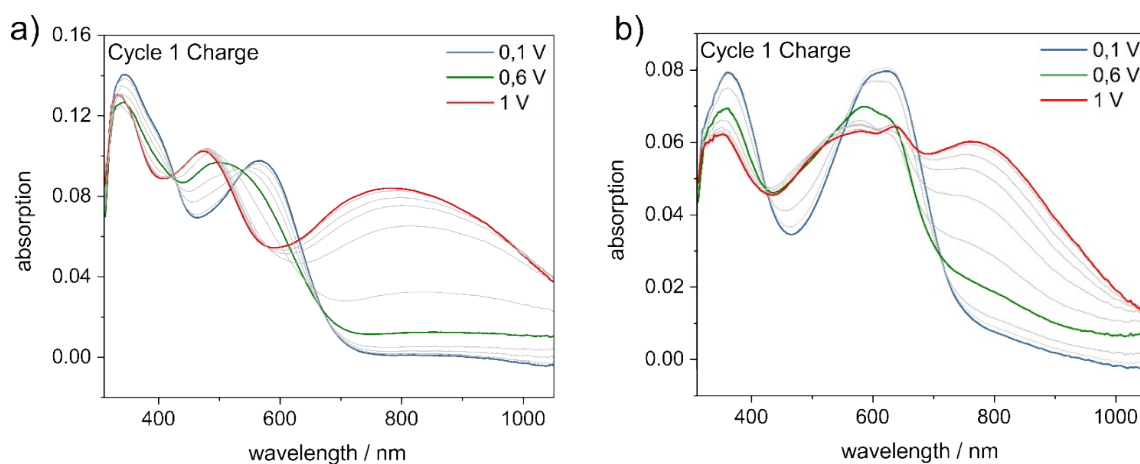 a)
Cycle 1 Charge
0,1 V
0,6 V
1 V
0.16
0.12
0.08
0.04
0.00
absorption
400
600
800
1000
wavelength / nm
b)
Cycle 1 Charge
0,1 V
0,6 V
1 V
0.08
0.06
0.04
0.02
0.00
absorption
400
600
800
1000
wavelength / nm